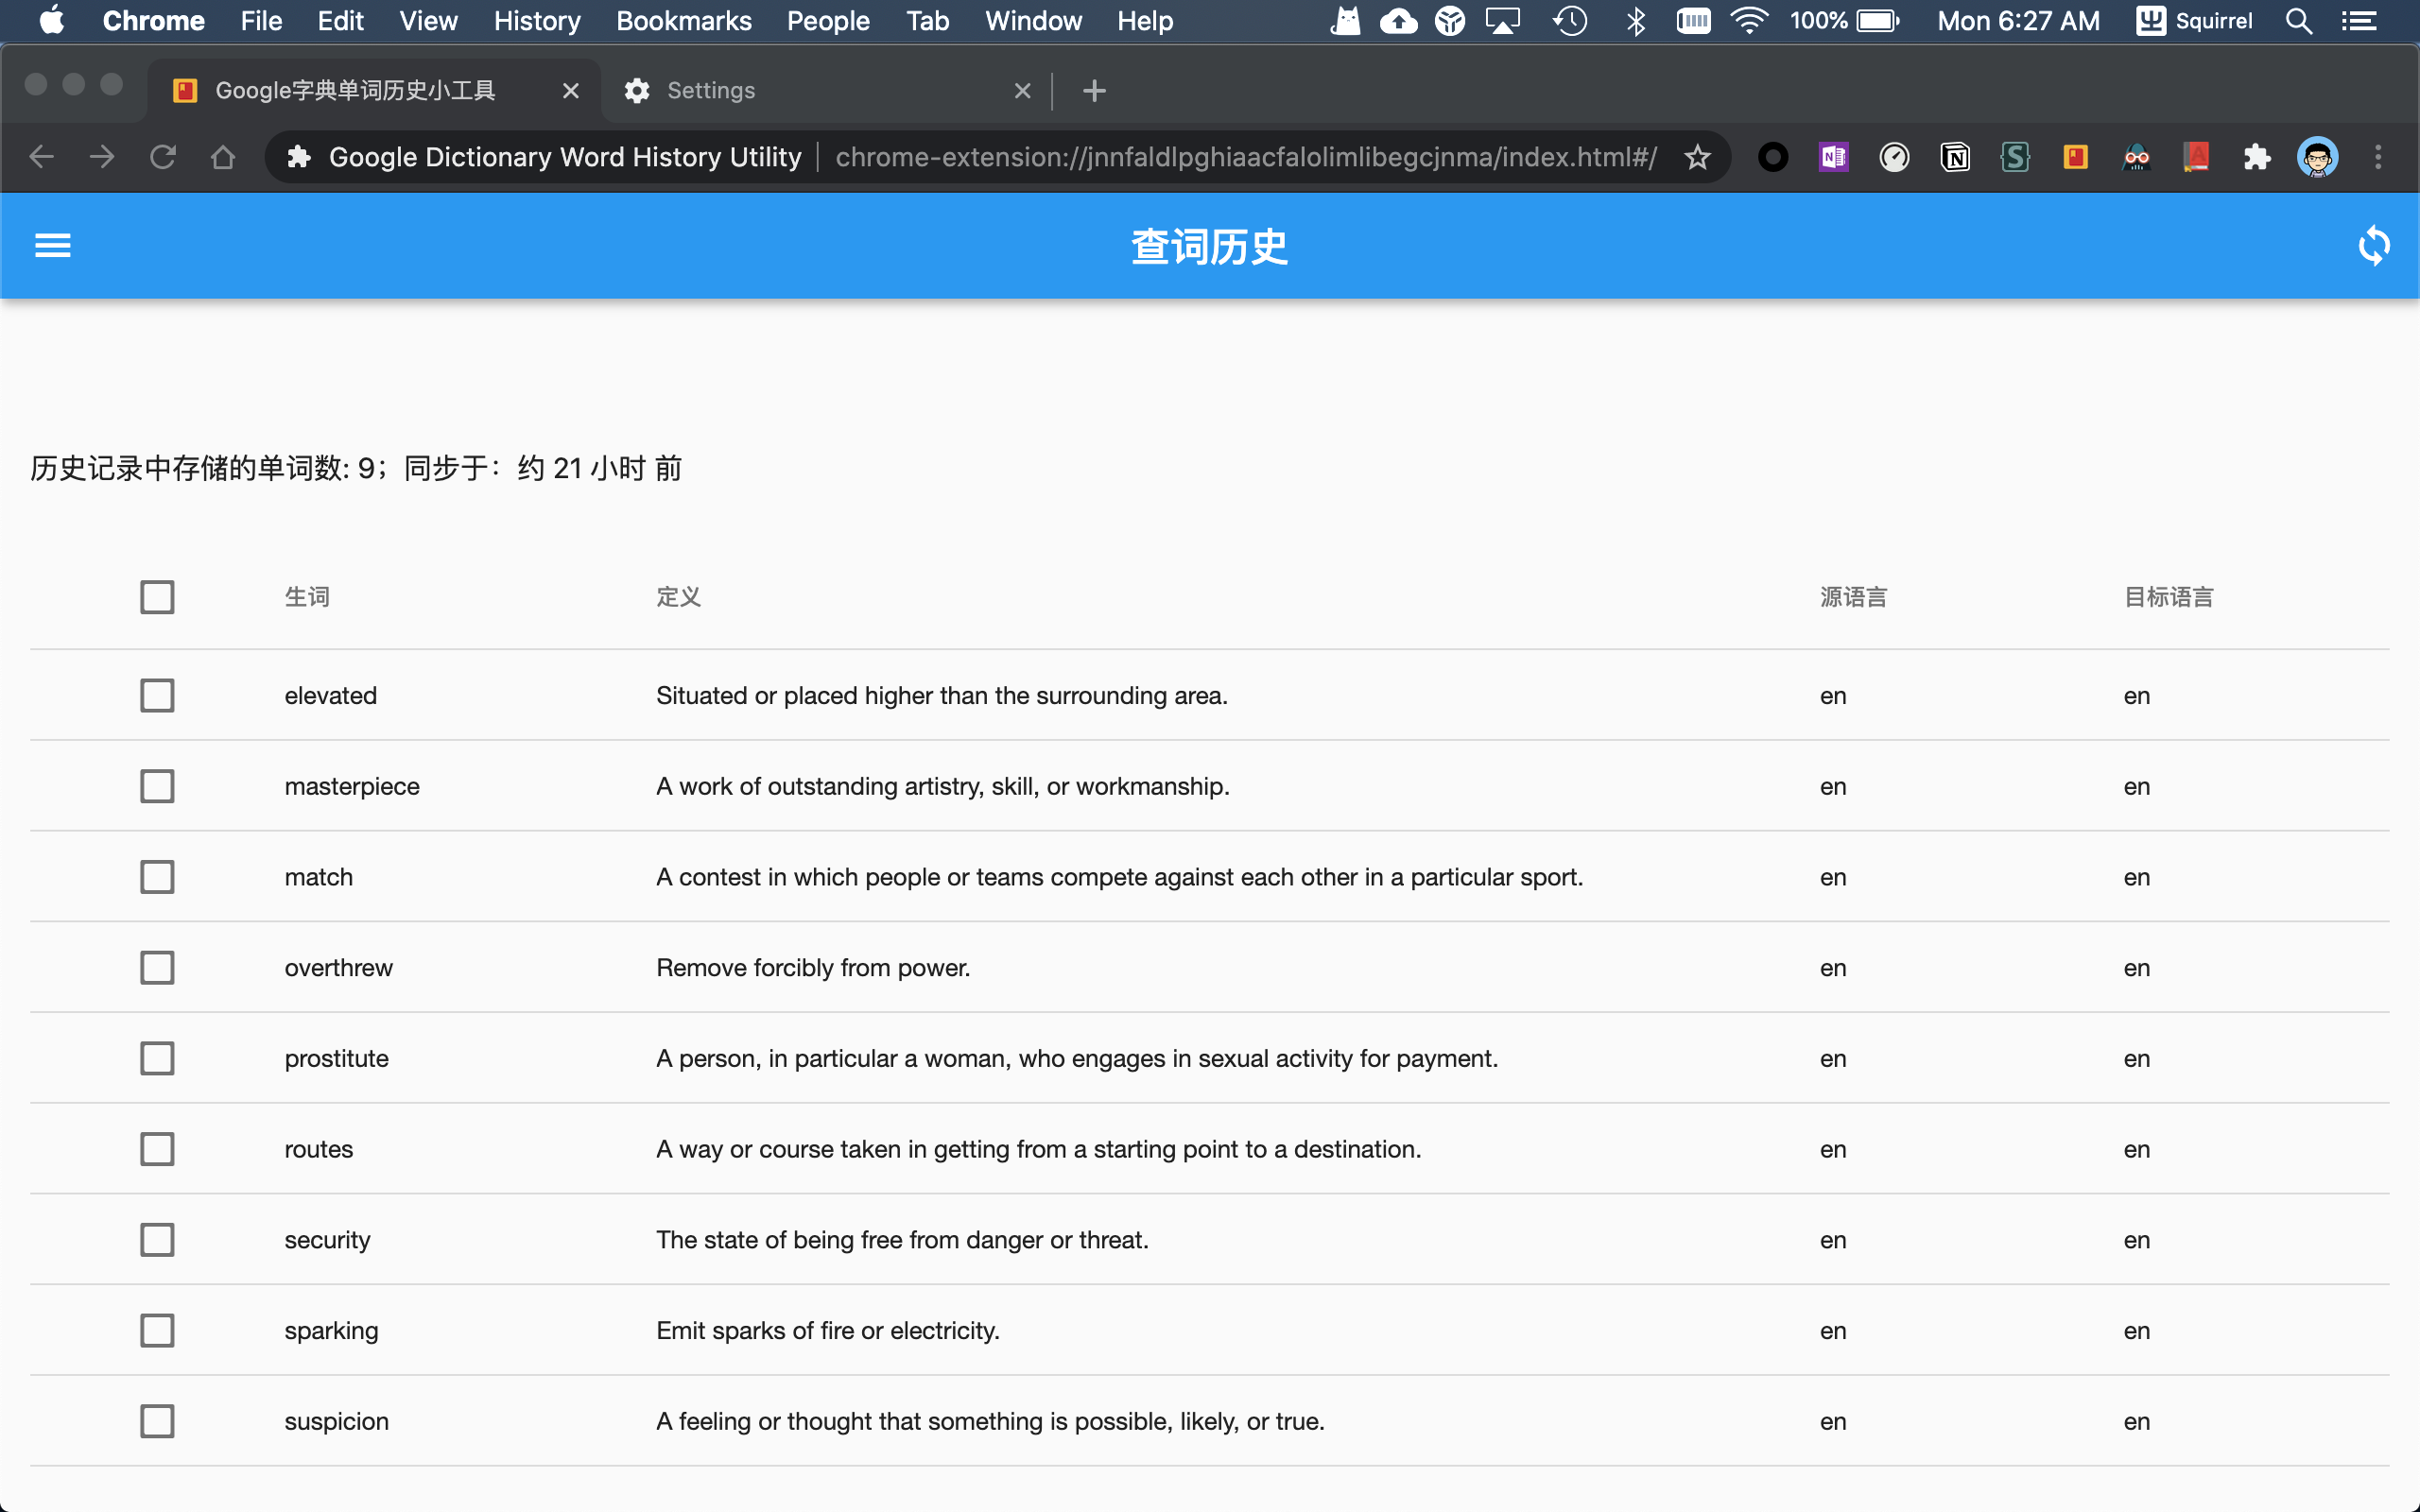 Chrome File Edit View History Bookmarks People Tab Window Help 100% Mon 6:27 AM Squirrel
Google字典单词历史小工具 Settings
Google Dictionary Word History Utility chrome-extension://jnnfaldlpghiaacfalolimlibegcjnma/index.html#/
查词历史
历史记录中存储的单词数: 9；同步于：约 21 小时 前
生词 定义 源语言 目标语言
elevated Situated or placed higher than the surrounding area. en en
masterpiece A work of outstanding artistry, skill, or workmanship. en en
match A contest in which people or teams compete against each other in a particular sport. en en
overthrew Remove forcibly from power. en en
prostitute A person, in particular a woman, who engages in sexual activity for payment. en en
routes A way or course taken in getting from a starting point to a destination. en en
security The state of being free from danger or threat. en en
sparking Emit sparks of fire or electricity. en en
suspicion A feeling or thought that something is possible, likely, or true. en en